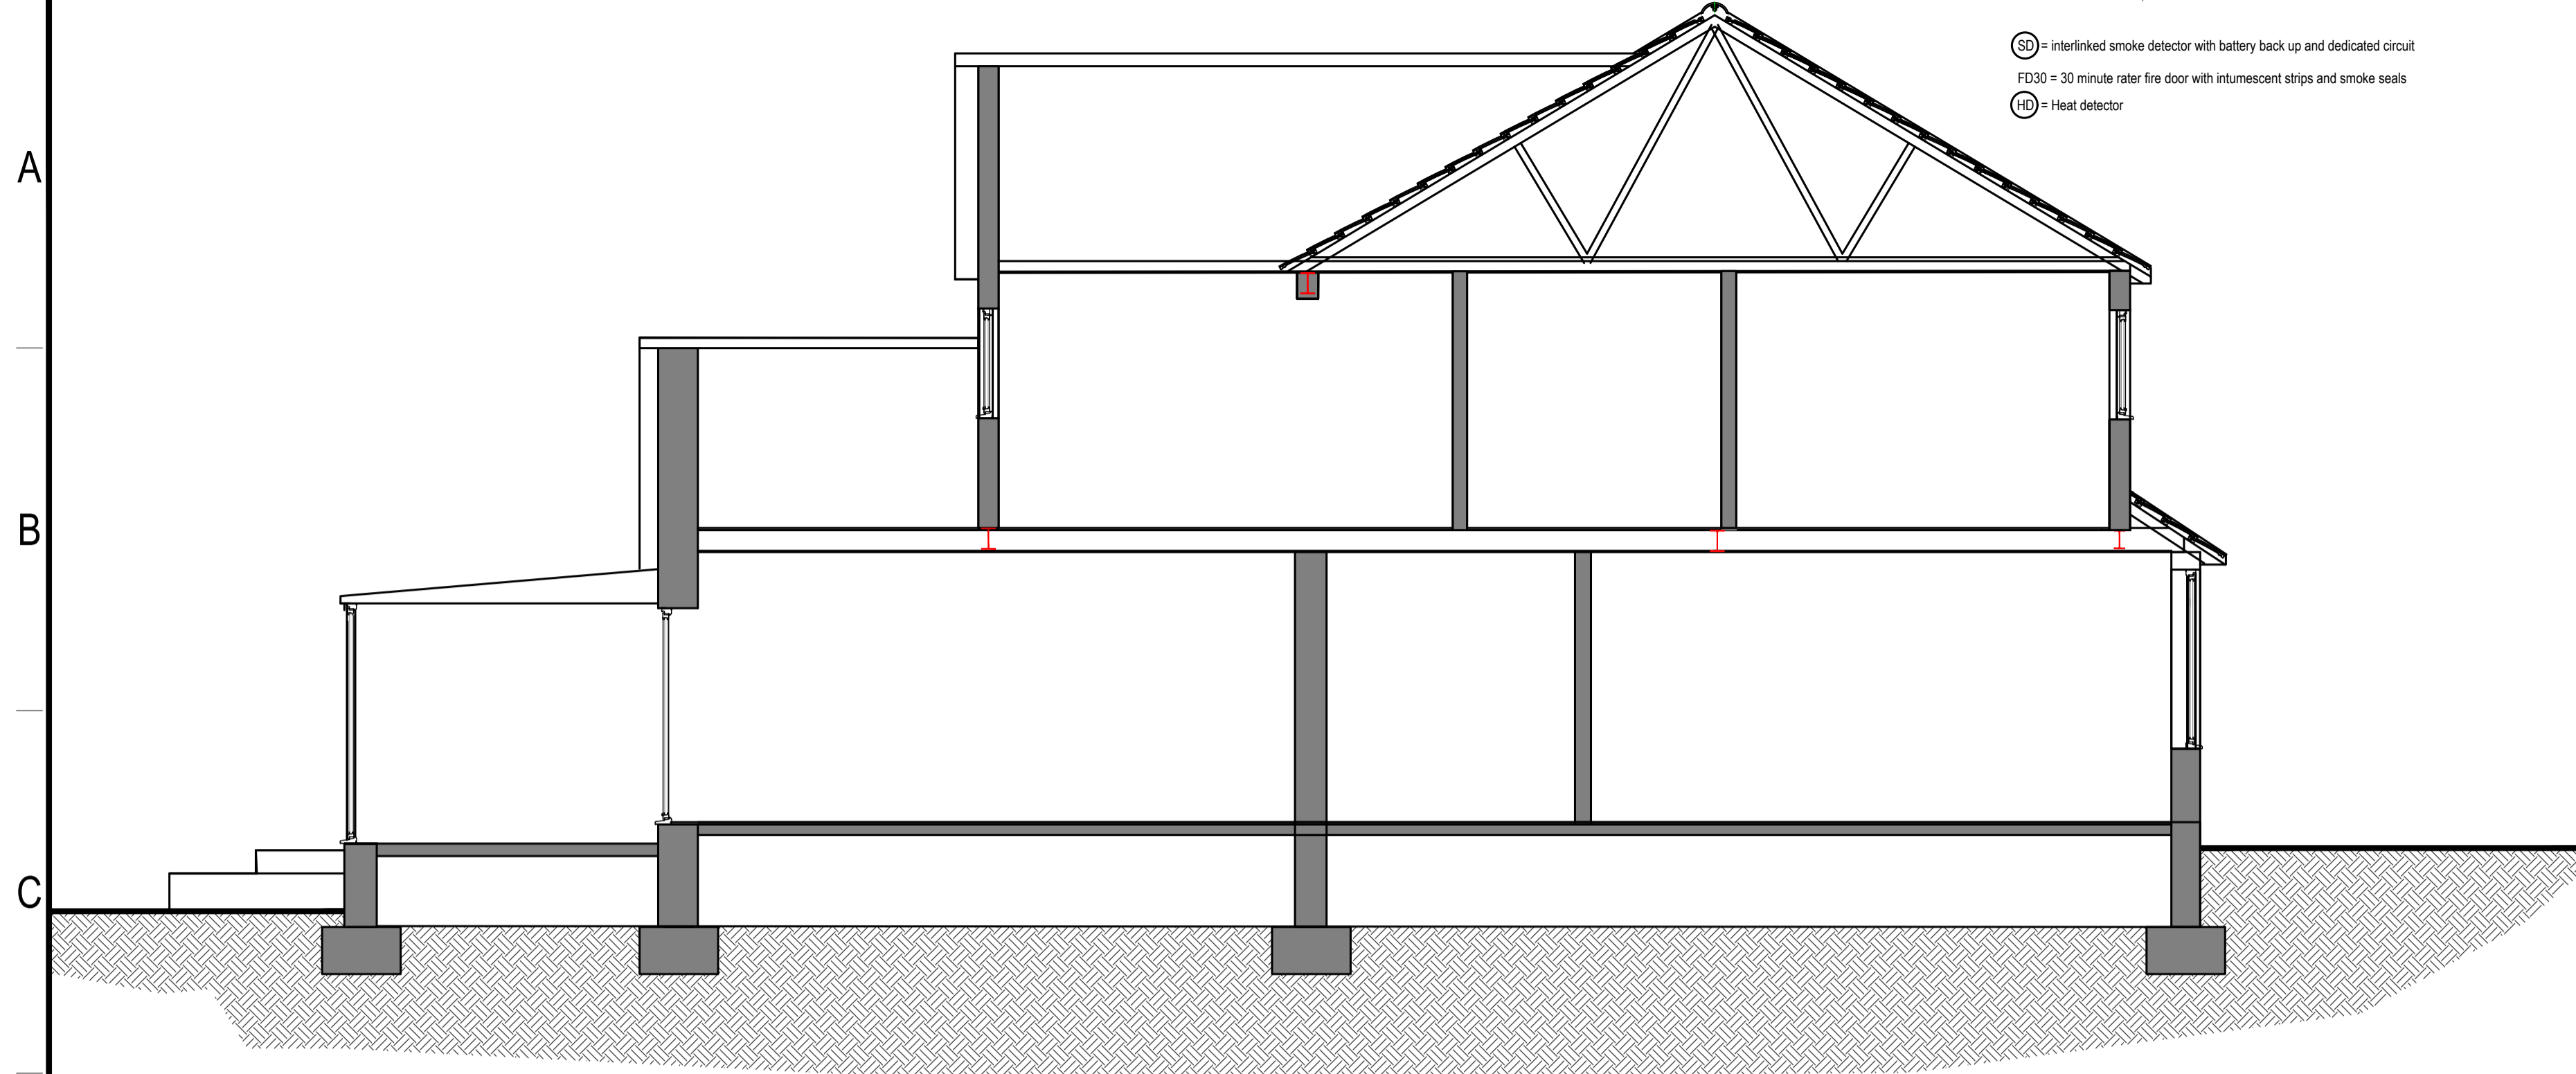 SD = interlinked smoke detector with battery back up and dedicated circuit
FD30 = 30 minute rater fire door with intumescent strips and smoke seals
HD = Heat detector
A
B
C